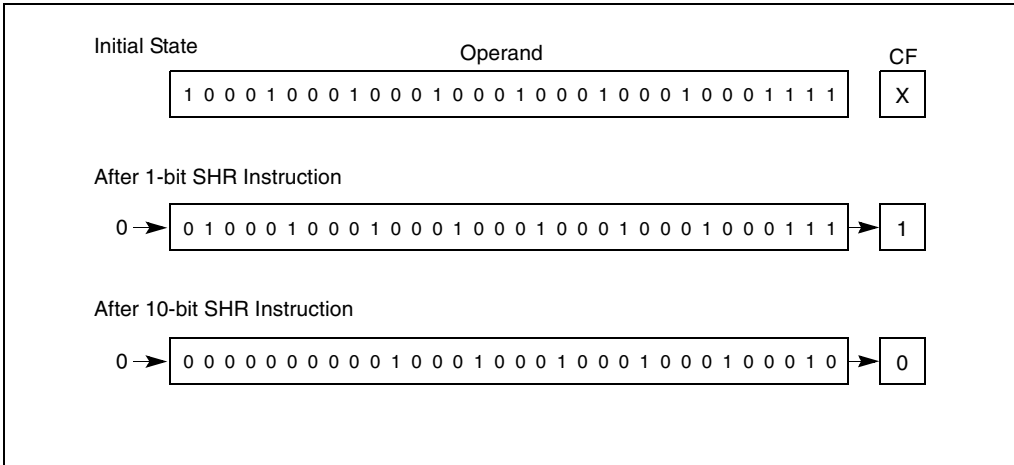 Initial State
Operand
CF
1 0 0 0 1 0 0 0 1 0 0 0 1 0 0 0 1 0 0 0 1 0 0 0 1 0 0 0 1 1 1 1
X
After 1-bit SHR Instruction
0
0 1 0 0 0 1 0 0 0 1 0 0 0 1 0 0 0 1 0 0 0 1 0 0 0 1 0 0 0 1 1 1
1
After 10-bit SHR Instruction
0
0 0 0 0 0 0 0 0 0 0 1 0 0 0 1 0 0 0 1 0 0 0 1 0 0 0 1 0 0 0 1 0
0